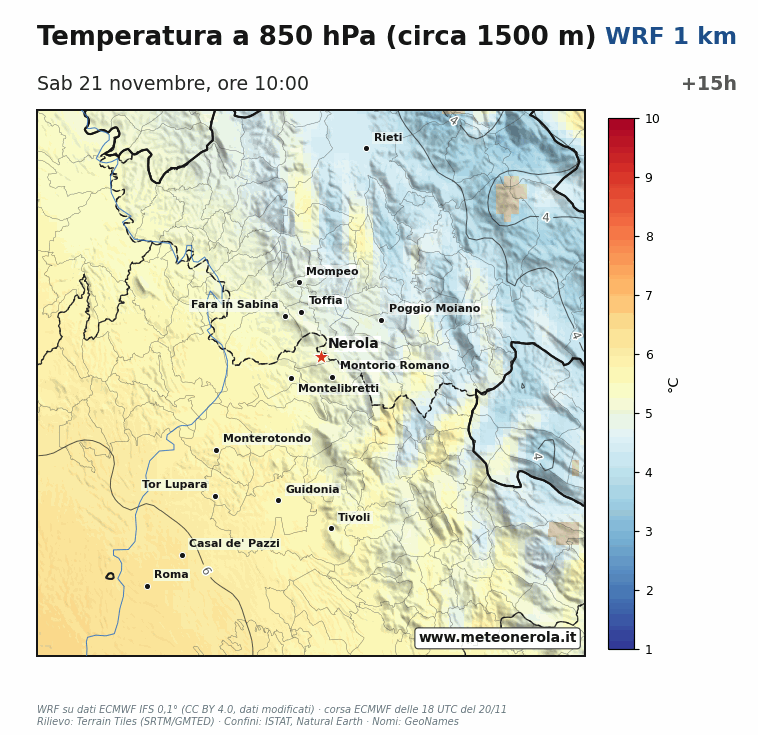 Temperatura a 850 hPa (circa 1500 m) WRF 1 km
Sab 21 novembre, ore 10:00 +15h
4
Rieti
4
Mompeo
Fara in Sabina
Toffia
Poggio Moiano
4
Nerola
Montorio Romano
Montelibretti
Monterotondo
4
Tor Lupara
Guidonia
Tivoli
Casal de' Pazzi
6
Roma
www.meteonerola.it
10
9
8
7
6
5
4
3
2
1
°C
WRF su dati ECMWF IFS 0,1° (CC BY 4.0, dati modificati) · corsa ECMWF delle 18 UTC del 20/11
Rilievo: Terrain Tiles (SRTM/GMTED) · Confini: ISTAT, Natural Earth · Nomi: GeoNames